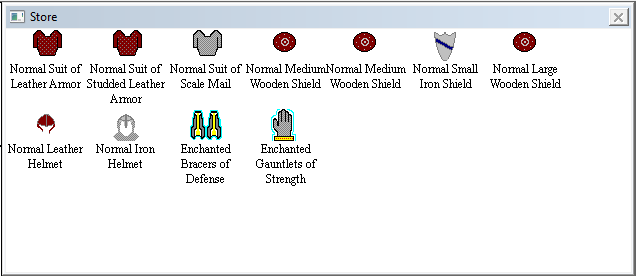 Store
Normal Suit of Leather Armor
Normal Suit of Studded Leather Armor
Normal Suit of Scale Mail
Normal Medium Wooden Shield
Normal Medium Wooden Shield
Normal Small Iron Shield
Normal Large Wooden Shield
Normal Leather Helmet
Normal Iron Helmet
Enchanted Bracers of Defense
Enchanted Gauntlets of Strength